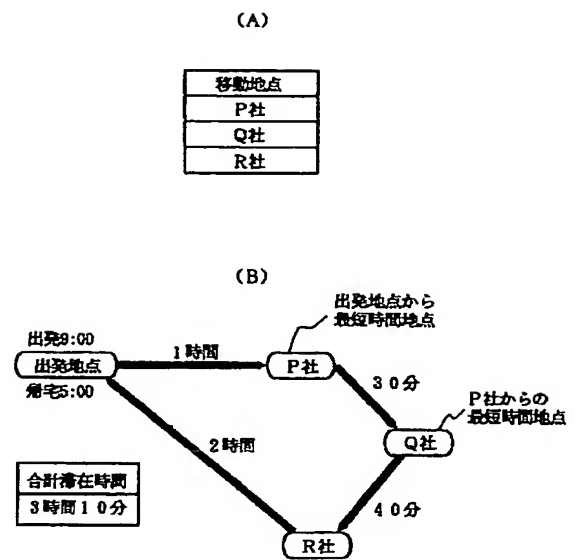 (A)
移動地点
P社
Q社
R社
(B)
出発地点から
最短時間地点
出発9:00
1時間
出発地点
P社
帰宅5:00
30分
P社からの
最短時間地点
2時間
Q社
合計滞在時間
3時間10分
40分
R社